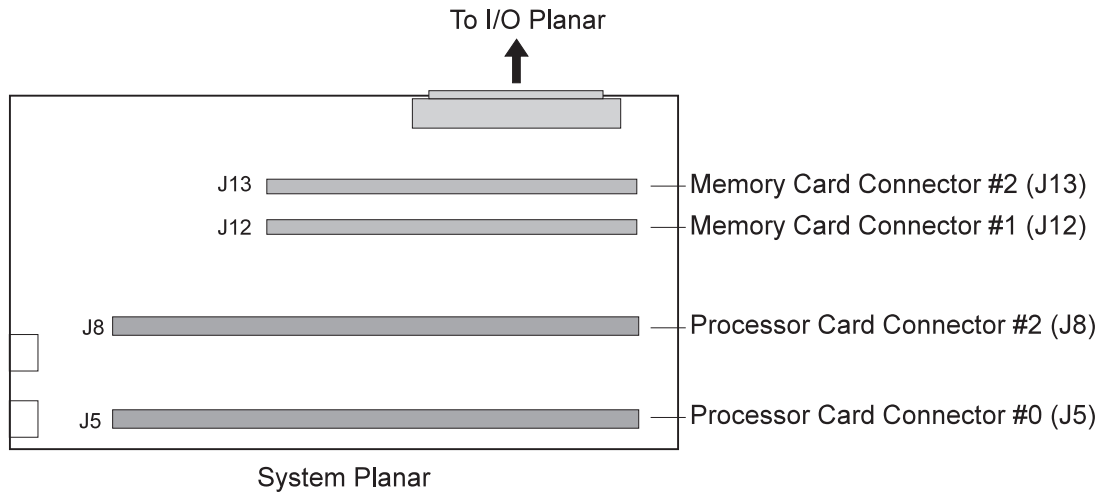 To I/O Planar
J13
Memory Card Connector #2 (J13)
J12
Memory Card Connector #1 (J12)
J8
Processor Card Connector #2 (J8)
J5
Processor Card Connector #0 (J5)
System Planar